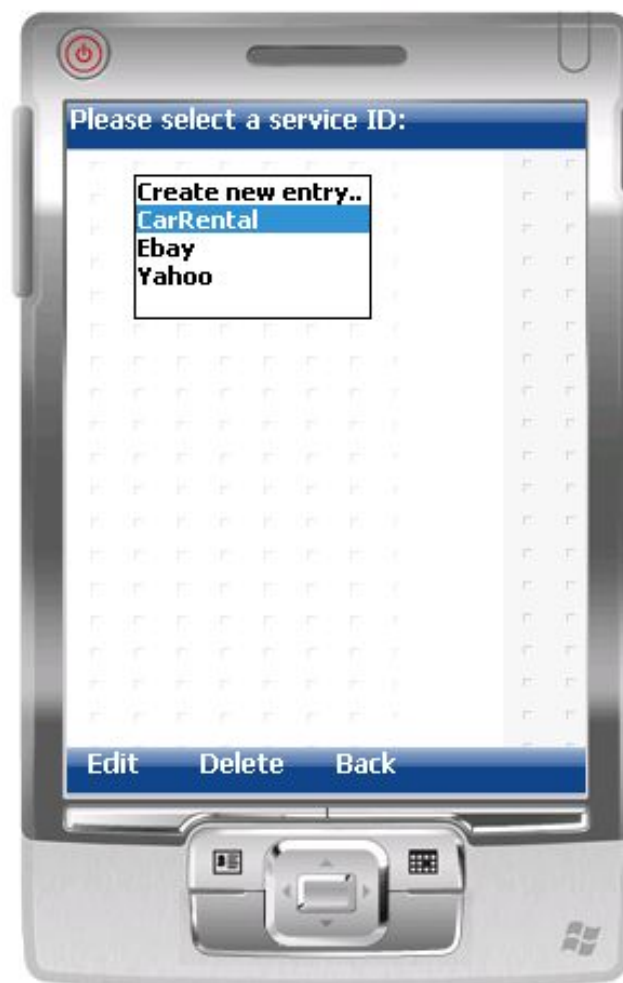 Please select a service ID:
Create new entry..
CarRental
Ebay
Yahoo
Edit Delete Back